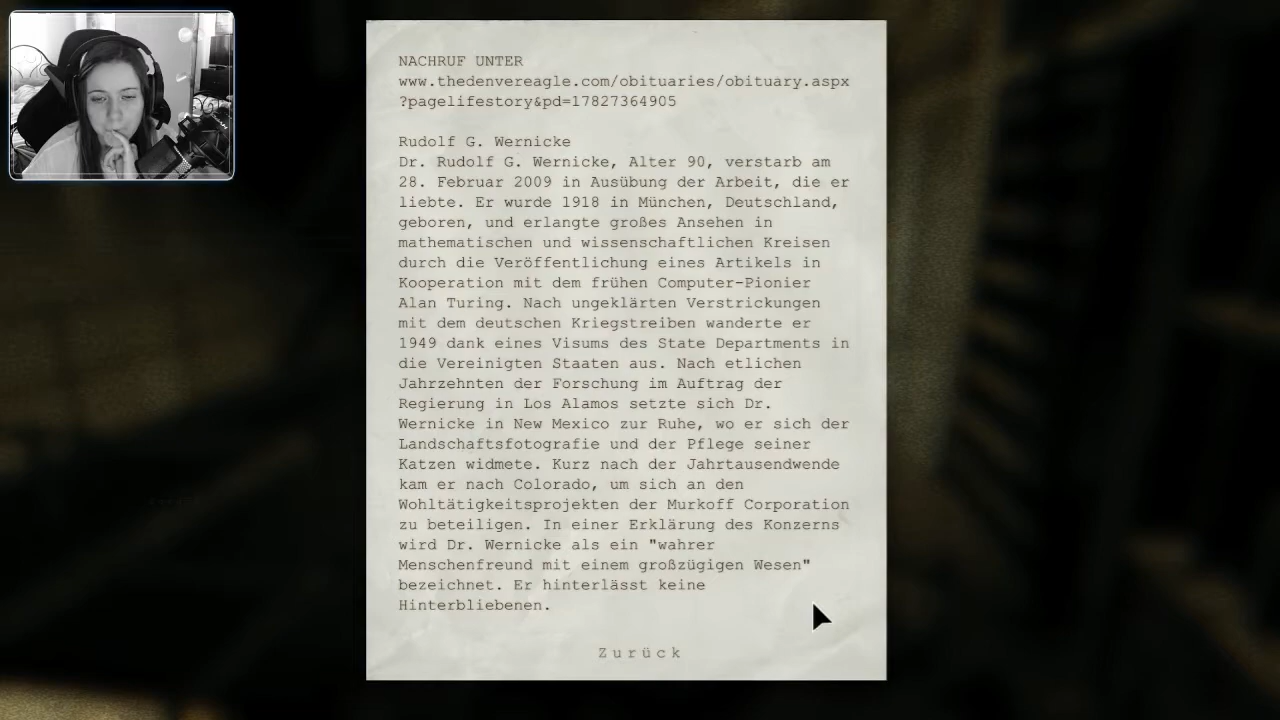 NACHRUF UNTER
www.thedenvereagle.com/obituaries/obituary.aspx
?pagelifestory&pd=17827364905
Rudolf G. Wernicke
Dr. Rudolf G. Wernicke, Alter 90, verstarb am
28. Februar 2009 in Ausübung der Arbeit, die er
liebte. Er wurde 1918 in München, Deutschland,
geboren, und erlangte großes Ansehen in
mathematischen und wissenschaftlichen Kreisen
durch die Veröffentlichung eines Artikels in
Kooperation mit dem frühen Computer-Pionier
Alan Turing. Nach ungeklärten Verstrickungen
mit dem deutschen Kriegstreiben wanderte er
1949 dank eines Visums des State Departments in
die Vereinigten Staaten aus. Nach etlichen
Jahrzehnten der Forschung im Auftrag der
Regierung in Los Alamos setzte sich Dr.
Wernicke in New Mexico zur Ruhe, wo er sich der
Landschaftsfotografie und der Pflege seiner
Katzen widmete. Kurz nach der Jahrtausendwende
kam er nach Colorado, um sich an den
Wohltätigkeitsprojekten der Murkoff Corporation
zu beteiligen. In einer Erklärung des Konzerns
wird Dr. Wernicke als ein "wahrer
Menschenfreund mit einem großzügigen Wesen"
bezeichnet. Er hinterlässt keine
Hinterbliebenen.
Zurück